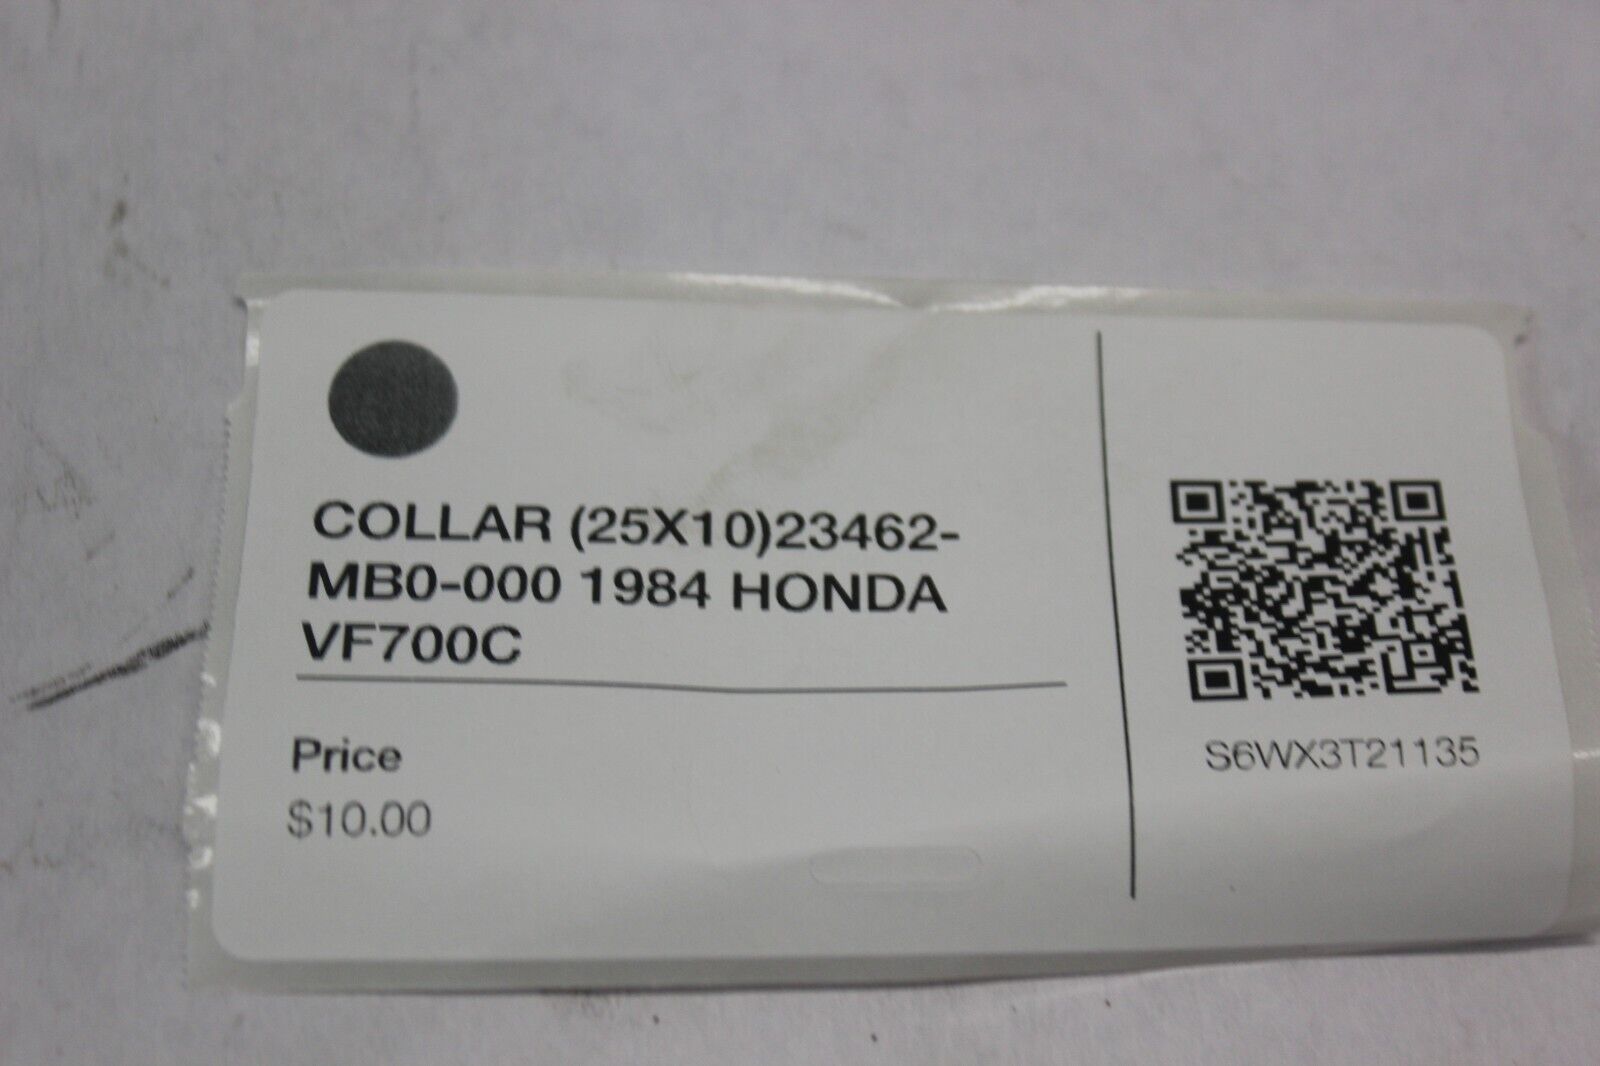 COLLAR (25X10)23462-
MB0-000 1984 HONDA
VF700C
Price
$10.00
S6WX3T21135